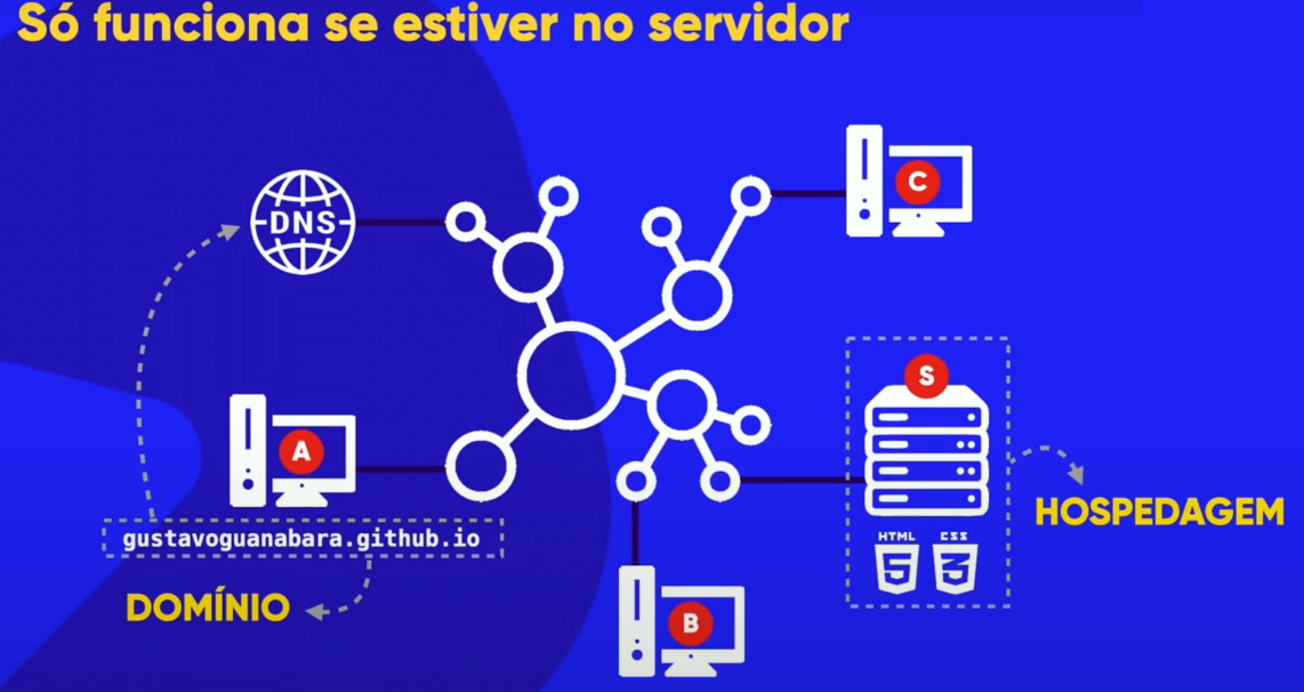 Só funciona se estiver no servidor
DNS
C
A
S
gustavoguanabara.github.io
HOSPEDAGEM
HTML
5
CSS
3
DOMÍNIO
B